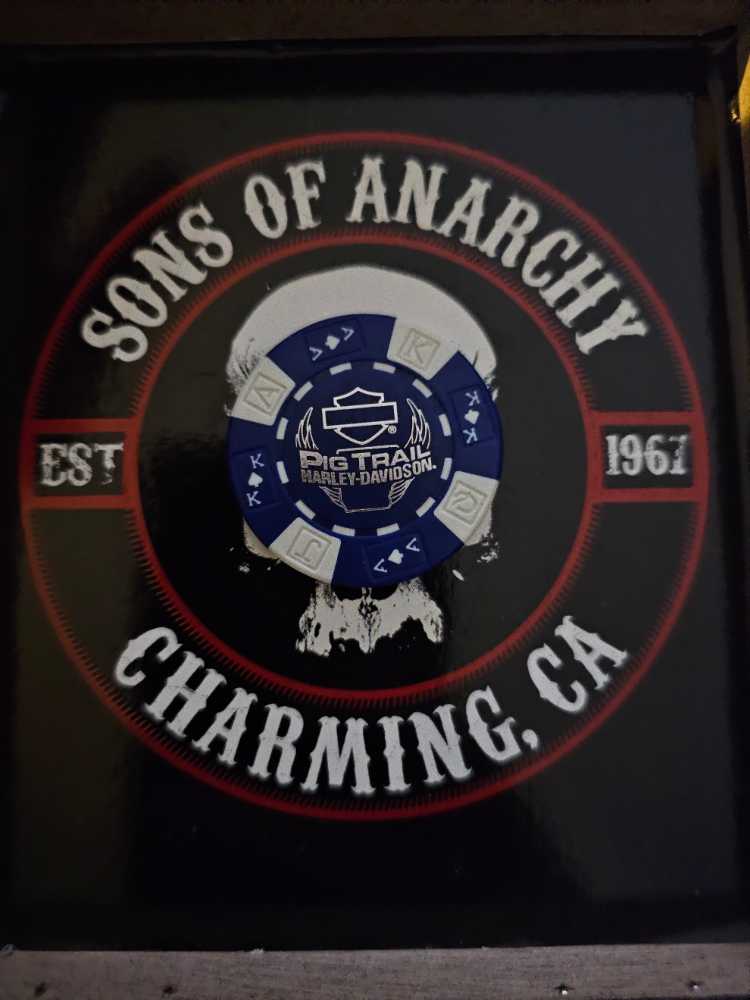 SONS OF ANARCHY
EST
1967
CHARMING, CA
A A
K
K K
Q
A A
J
K K
A
PIG TRAIL
HARLEY-DAVIDSON®